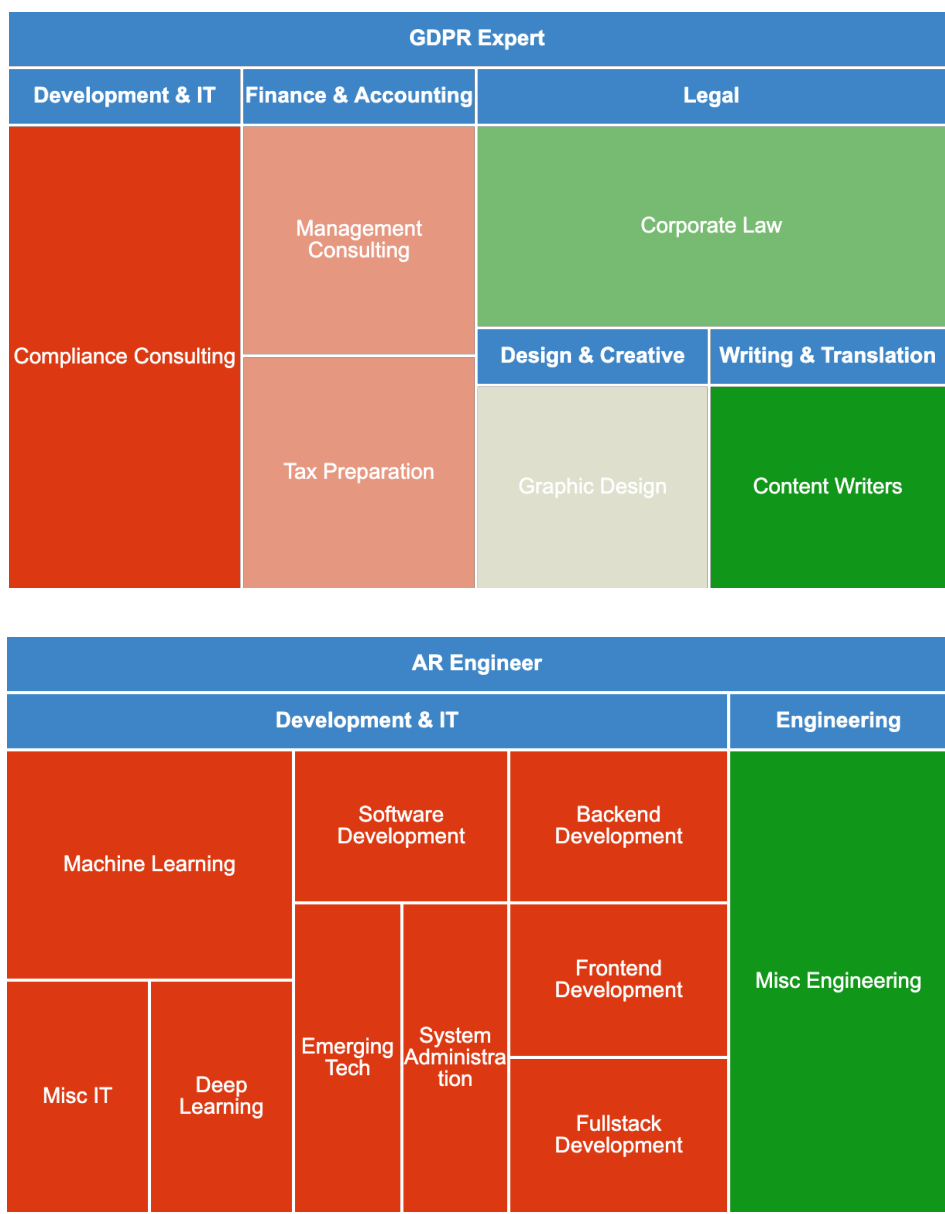 GDPR Expert
Development & IT
Finance & Accounting
Legal
Compliance Consulting
Management
Consulting
Tax Preparation
Corporate Law
Design & Creative
Writing & Translation
Graphic Design
Content Writers
AR Engineer
Development & IT
Engineering
Machine Learning
Misc IT
Deep
Learning
Software
Development
Emerging
Tech
System
Administra
tion
Backend
Development
Frontend
Development
Fullstack
Development
Misc Engineering